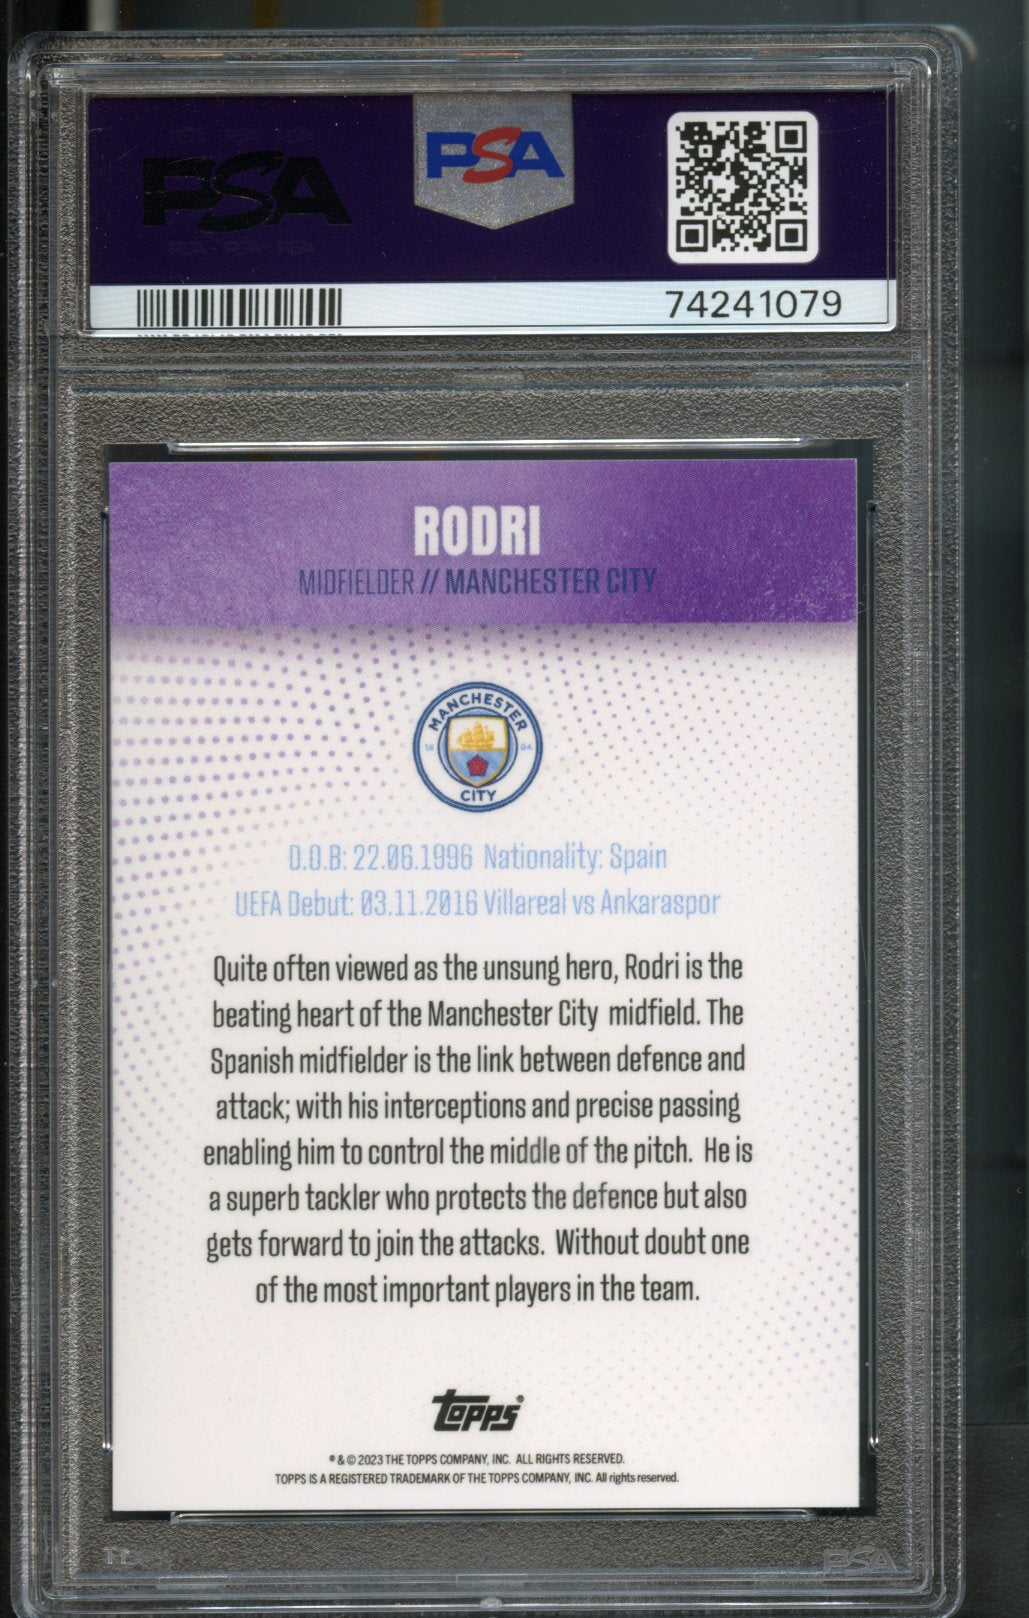 PSA
PSA
74241079
RODRI
MIDFIELDER // MANCHESTER CITY
MANCHESTER
18 94
CITY
D.O.B: 22.06.1996 Nationality: Spain
UEFA Debut: 03.11.2016 Villareal vs Ankaraspor
Quite often viewed as the unsung hero, Rodri is the
beating heart of the Manchester City midfield. The
Spanish midfielder is the link between defence and
attack; with his interceptions and precise passing
enabling him to control the middle of the pitch. He is
a superb tackler who protects the defence but also
gets forward to join the attacks. Without doubt one
of the most important players in the team.
topps®
® & © 2023 THE TOPPS COMPANY, INC. ALL RIGHTS RESERVED.
TOPPS IS A REGISTERED TRADEMARK OF THE TOPPS COMPANY, INC. All rights reserved.
PSA